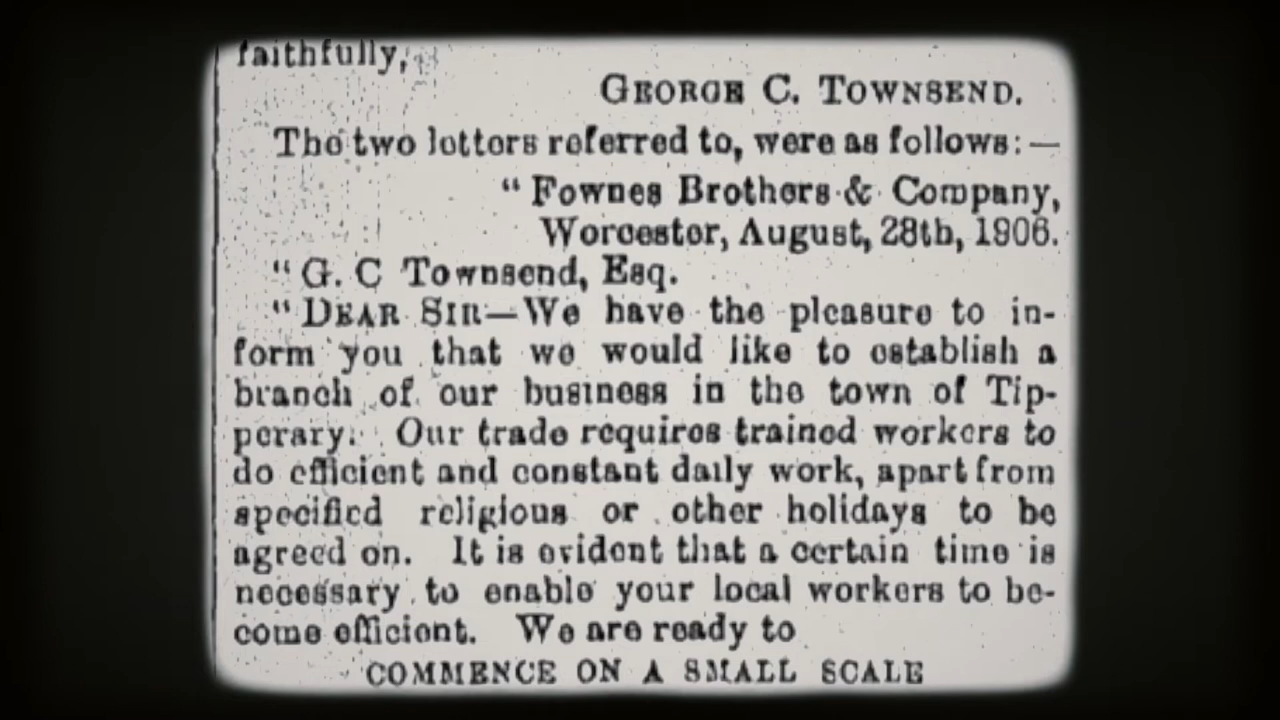 faithfully,
GEORGE C. TOWNSEND.
The two letters referred to, were as follows:—
“ Fownes Brothers & Company,
Worcester, August, 28th, 1906.
“ G. C Townsend, Esq.
“ DEAR SIR—We have the pleasure to in-
form you that we would like to establish a
branch of our business in the town of Tip-
perary. Our trade requires trained workers to
do efficient and constant daily work, apart from
specified religious or other holidays to be
agreed on. It is evident that a certain time is
necessary to enable your local workers to be-
come efficient. We are ready to
COMMENCE ON A SMALL SCALE